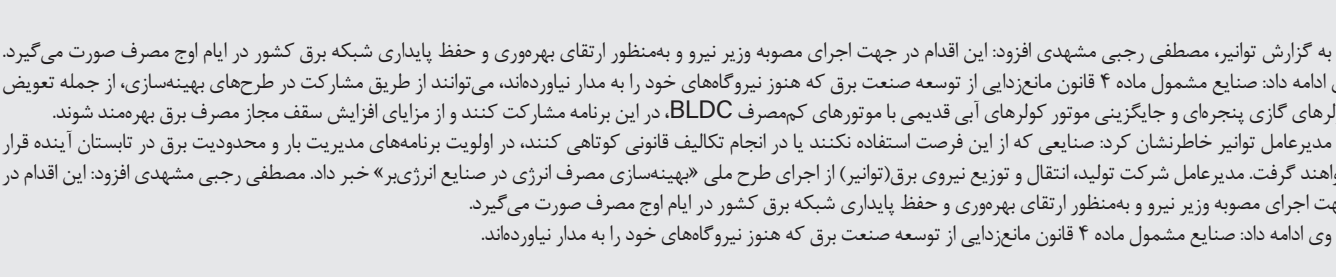 به گزارش توانیر، مصطفی رجبی مشهدی افزود: این اقدام در جهت اجرای مصوبه وزیر نیرو و به‌منظور ارتقای بهره‌وری و حفظ پایداری شبکه برق کشور در ایام اوج مصرف صورت می‌گیرد.
ادامه داد: صنایع مشمول ماده ۴ قانون مانع‌زدایی از توسعه صنعت برق که هنوز نیروگاه‌های خود را به مدار نیاورده‌اند، می‌توانند از طریق مشارکت در طرح‌های بهینه‌سازی، از جمله تعویض
گازی پنجره‌ای و جایگزینی موتور کولرهای آبی قدیمی با موتورهای کم‌مصرف BLDC، در این برنامه مشارکت کنند و از مزایای افزایش سقف مجاز مصرف برق بهره‌مند شوند.
مدیرعامل توانیر خاطرنشان کرد: صنایعی که از این فرصت استفاده نکنند یا در انجام تکالیف قانونی کوتاهی کنند، در اولویت برنامه‌های مدیریت بار و محدودیت برق در تابستان آینده قرار
گرفت. مدیرعامل شرکت تولید، انتقال و توزیع نیروی برق(توانیر) از اجرای طرح ملی «بهینه‌سازی مصرف انرژی در صنایع انرژی‌بر» خبر داد. مصطفی رجبی مشهدی افزود: این اقدام در
اجرای مصوبه وزیر نیرو و به‌منظور ارتقای بهره‌وری و حفظ پایداری شبکه برق کشور در ایام اوج مصرف صورت می‌گیرد.
وی ادامه داد: صنایع مشمول ماده ۴ قانون مانع‌زدایی از توسعه صنعت برق که هنوز نیروگاه‌های خود را به مدار نیاورده‌اند.